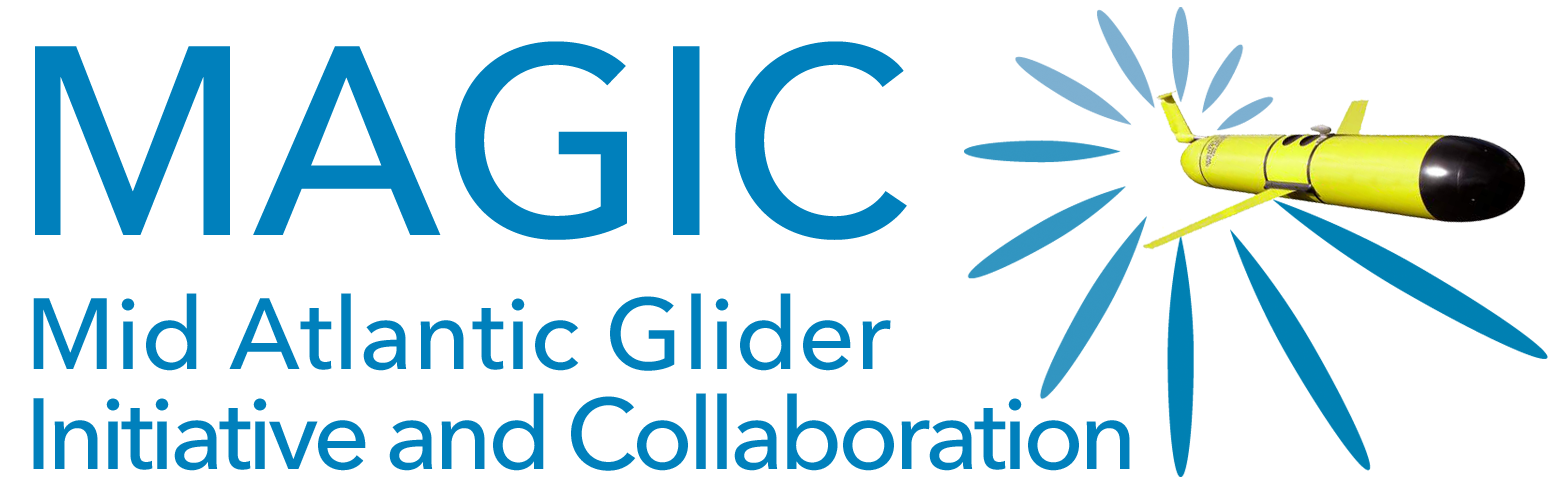 MAGIC
Mid Atlantic Glider
Initiative and Collaboration